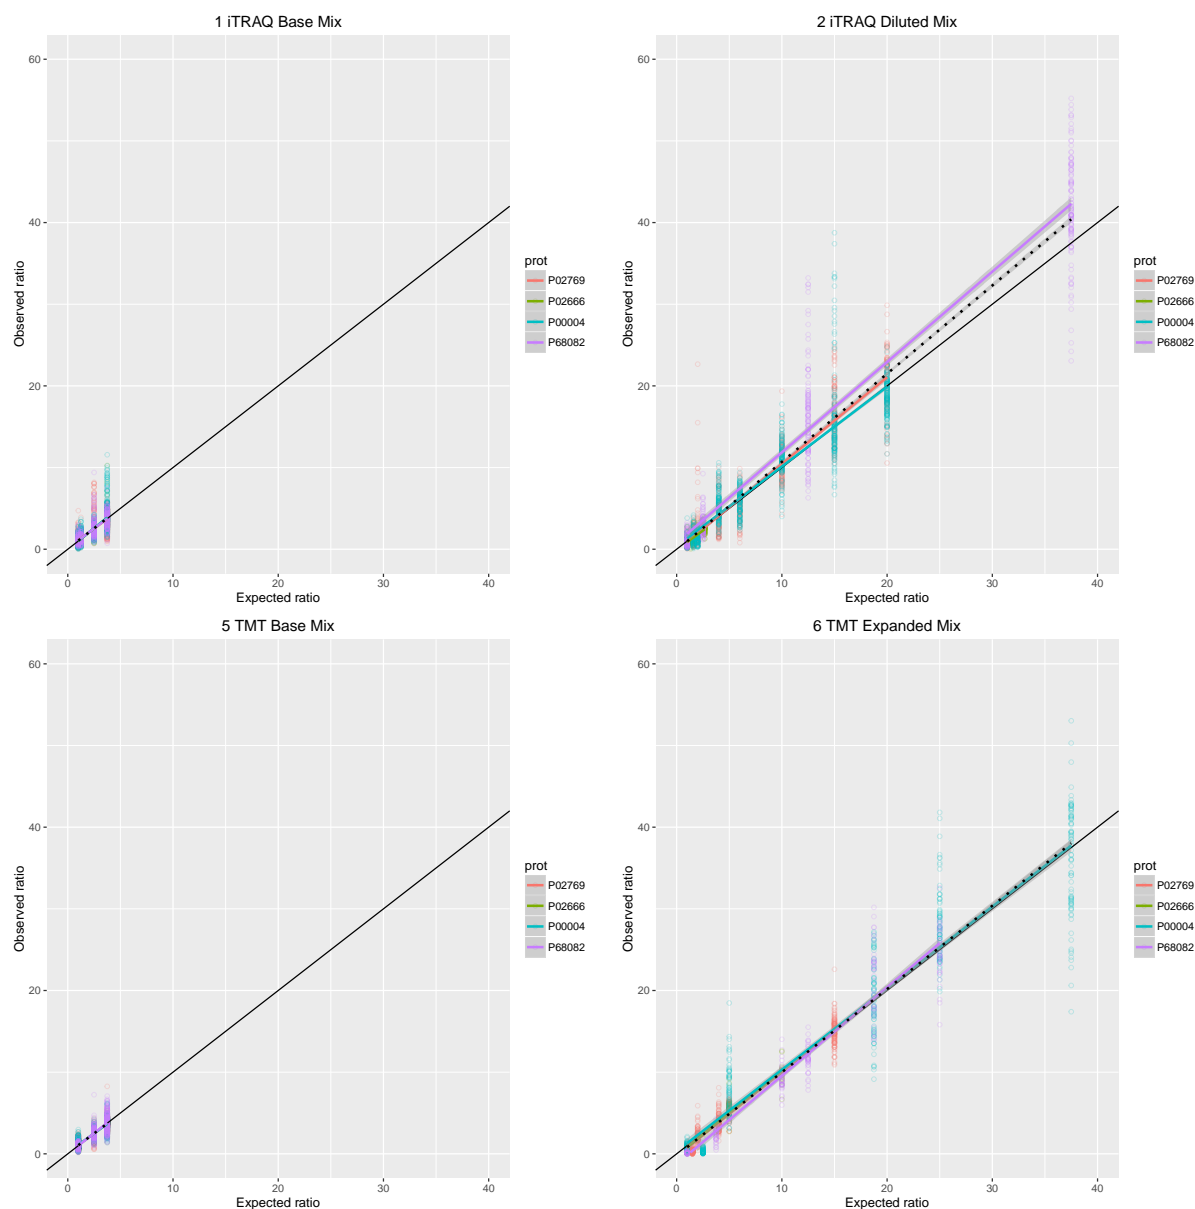 1 iTRAQ Base Mix
60
40
20
0
Observed ratio
0 10 20 30 40
Expected ratio
prot
P02769
P02666
P00004
P68082
2 iTRAQ Diluted Mix
60
40
20
0
Observed ratio
0 10 20 30 40
Expected ratio
prot
P02769
P02666
P00004
P68082
5 TMT Base Mix
60
40
20
0
Observed ratio
0 10 20 30 40
Expected ratio
prot
P02769
P02666
P00004
P68082
6 TMT Expanded Mix
60
40
20
0
Observed ratio
0 10 20 30 40
Expected ratio
prot
P02769
P02666
P00004
P68082